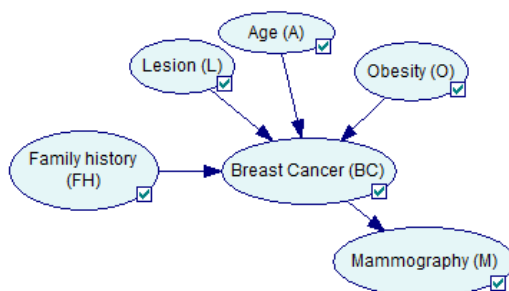 Age (A)
Lesion (L)
Obesity (O)
Family history
(FH)
Breast Cancer (BC)
Mammography (M)